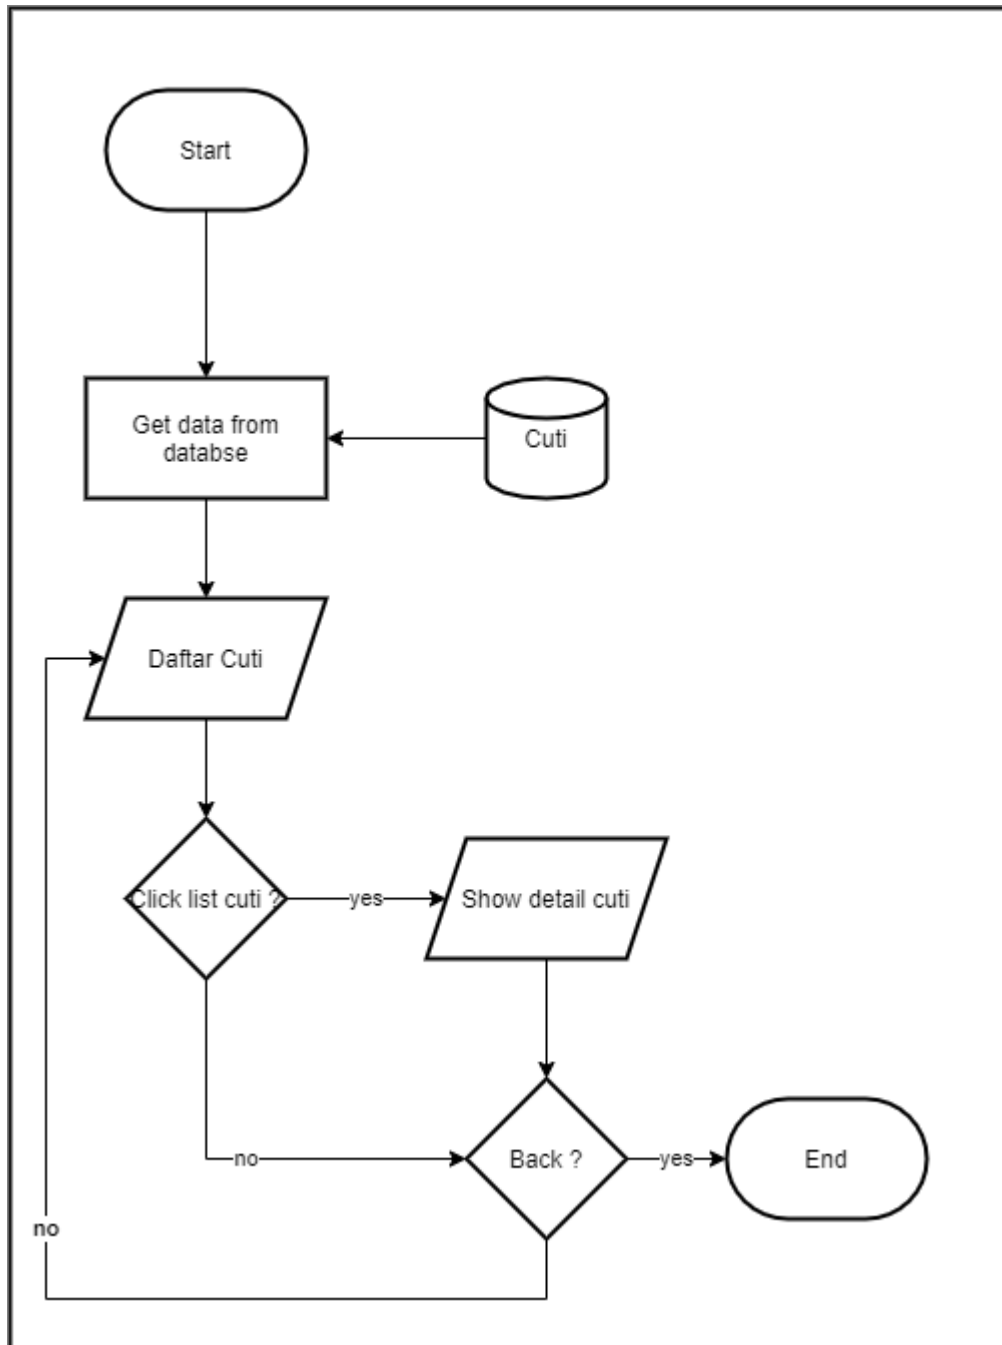 Start
Get data from
databse
Cuti
Daftar Cuti
Click list cuti ?
yes
Show detail cuti
no
Back ?
yes
End
no